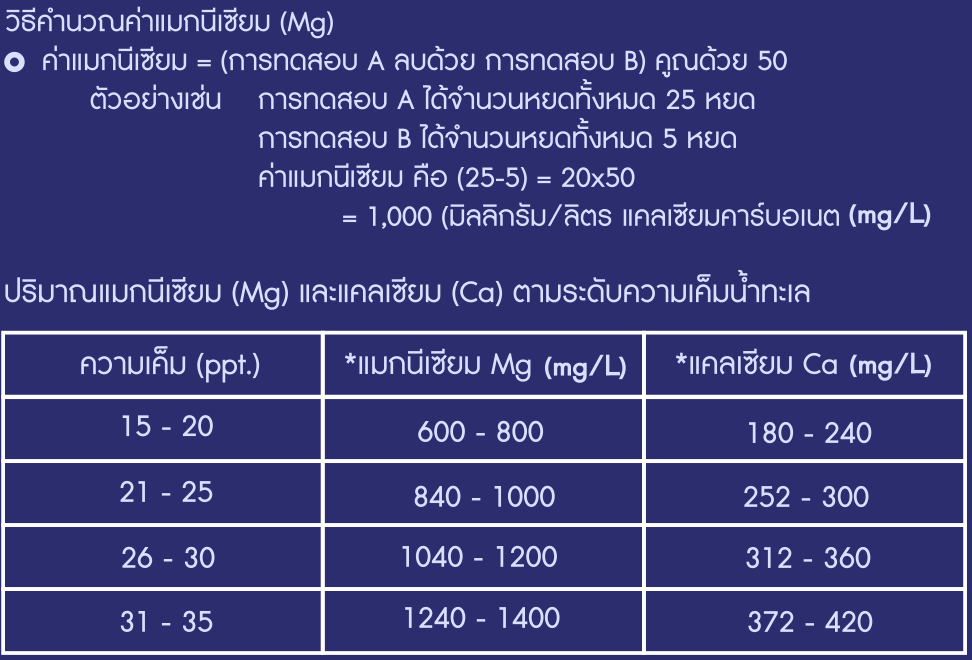 วิธีคำนวณค่าแมกนีเซียม (Mg)
ค่าแมกนีเซียม = (การทดสอบ A ลบด้วย การทดสอบ B) คูณด้วย 50
ตัวอย่างเช่น การทดสอบ A ได้จำนวนหยดทั้งหมด 25 หยด
การทดสอบ B ได้จำนวนหยดทั้งหมด 5 หยด
ค่าแมกนีเซียม คือ (25-5) = 20x50
= 1,000 (มิลลิกรัม/ลิตร แคลเซียมคาร์บอเนต (mg/L)
ปริมาณแมกนีเซียม (Mg) และแคลเซียม (Ca) ตามระดับความเค็มน้ำทะเล
ความเค็ม (ppt.) *แมกนีเซียม Mg (mg/L) *แคลเซียม Ca (mg/L)
15 - 20 600 - 800 180 - 240
21 - 25 840 - 1000 252 - 300
26 - 30 1040 - 1200 312 - 360
31 - 35 1240 - 1400 372 - 420